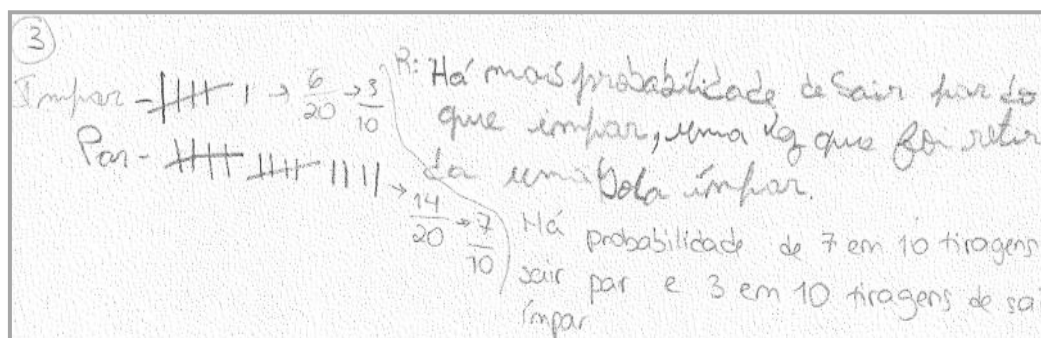 3
Ímpar - |||| | → 6/20 → 3/10
Par - |||| |||| |||| → 14/20 → 7/10
R: Há mais probabilidade de sair par do
que ímpar, uma vez que foi retir
da uma bola ímpar.
Há probabilidade de 7 em 10 tiragens
sair par e 3 em 10 tiragens de sai
ímpar